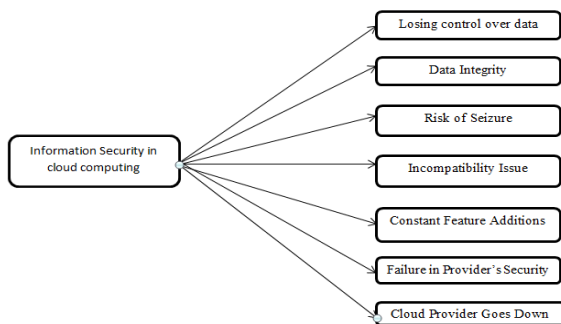 Losing control over data
Data Integrity
Risk of Seizure
Information Security in
cloud computing
Incompatibility Issue
Constant Feature Additions
Failure in Provider's Security
Cloud Provider Goes Down